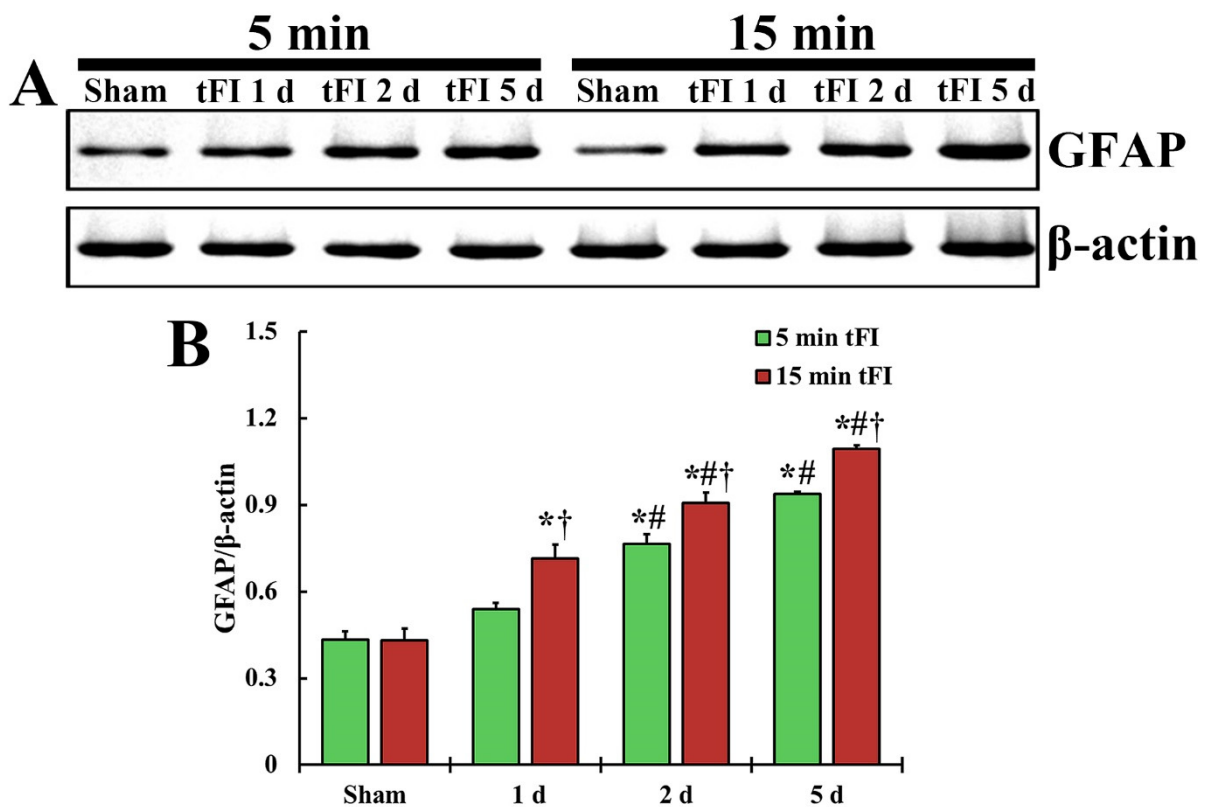 5 min 15 min
A Sham tFI 1 d tFI 2 d tFI 5 d Sham tFI 1 d tFI 2 d tFI 5 d
GFAP
β-actin
B
GFAP/β-actin
1.5
1.2
0.9
0.6
0.3
0
5 min tFI
15 min tFI
*†
*#
*#†
*#
*#†
Sham 1 d 2 d 5 d